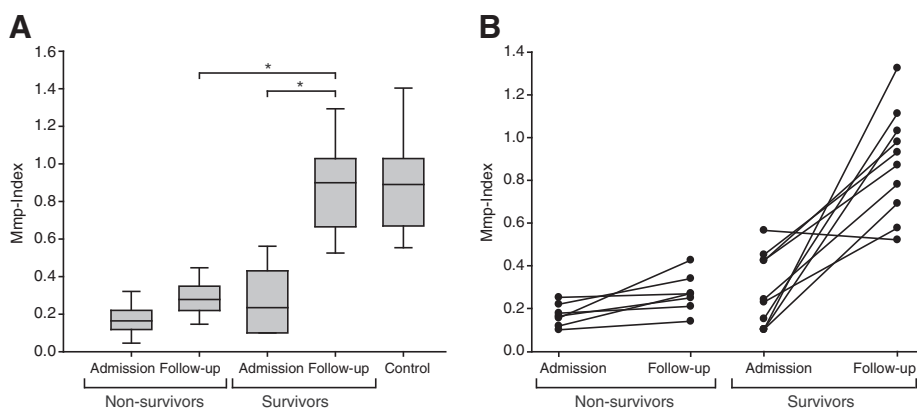 A
Mmp-Index
1.6
1.4
1.2
1.0
0.8
0.6
0.4
0.2
0.0
*
*
Admission Follow-up Admission Follow-up Control
Non-survivors Survivors
B
Mmp-Index
1.4
1.2
1.0
0.8
0.6
0.4
0.2
0.0
Admission Follow-up Admission Follow-up
Non-survivors Survivors